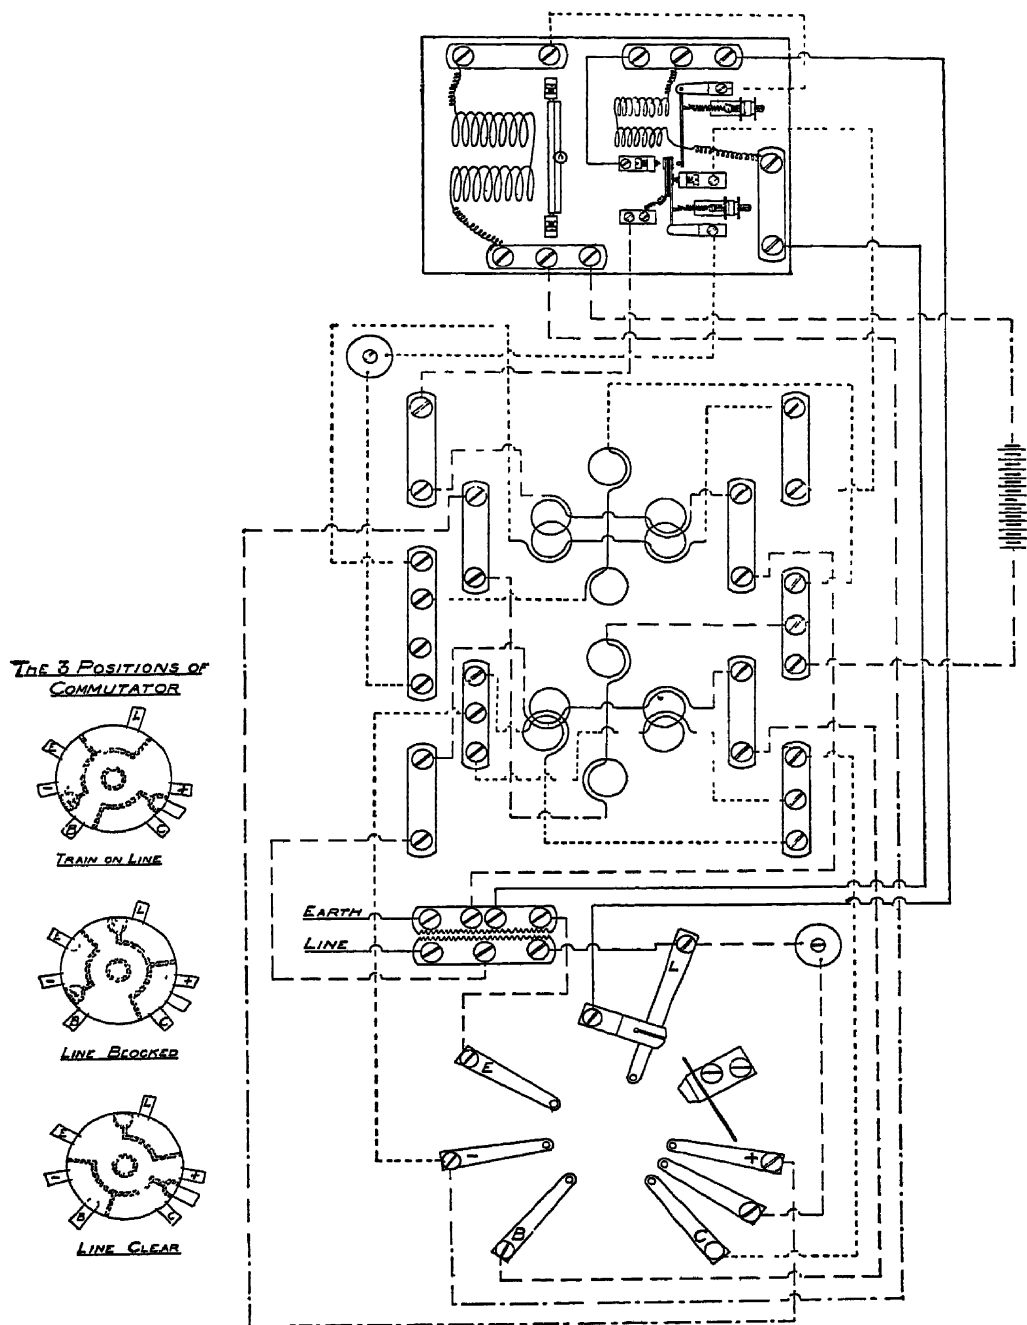 THE 3 POSITIONS OF
COMMUTATOR
L
E
-
+
B
C
TRAIN ON LINE
L
E
-
+
B
C
LINE BLOCKED
L
E
-
+
B
C
LINE CLEAR
EARTH
LINE
L
E
-
+
B
C